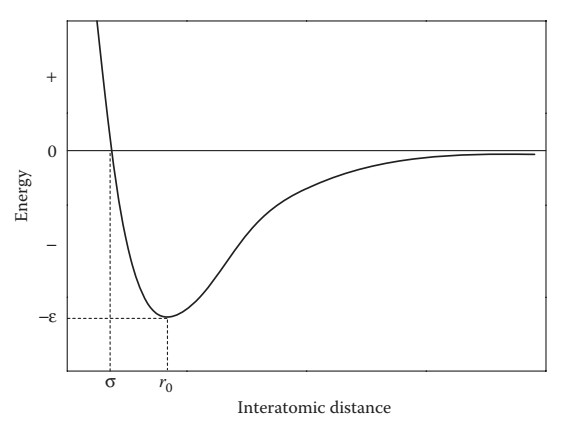 +
0
Energy
−
−ε
σ
r0
Interatomic distance